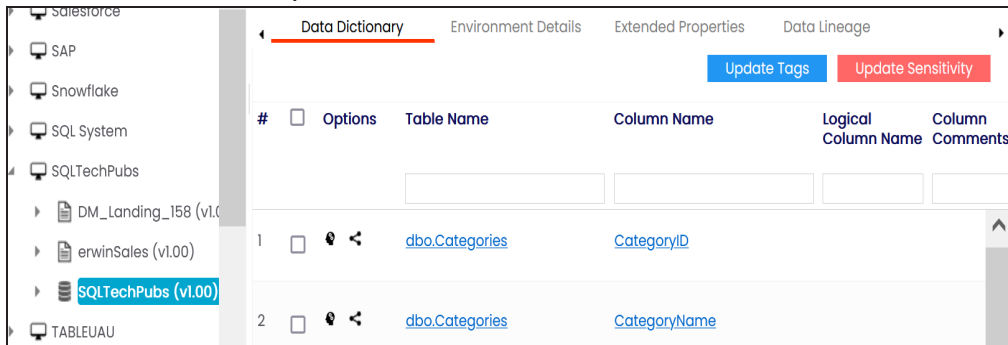 Salesforce
SAP
Snowflake
SQL System
SQLTechPubs
DM_Landing_158 (v1.0
erwinSales (v1.00)
SQLTechPubs (v1.00)
TABLEUAU
Data Dictionary Environment Details Extended Properties Data Lineage
Update Tags Update Sensitivity
# Options Table Name Column Name Logical Column
Column Name Comments
1 dbo.Categories CategoryID
2 dbo.Categories CategoryName